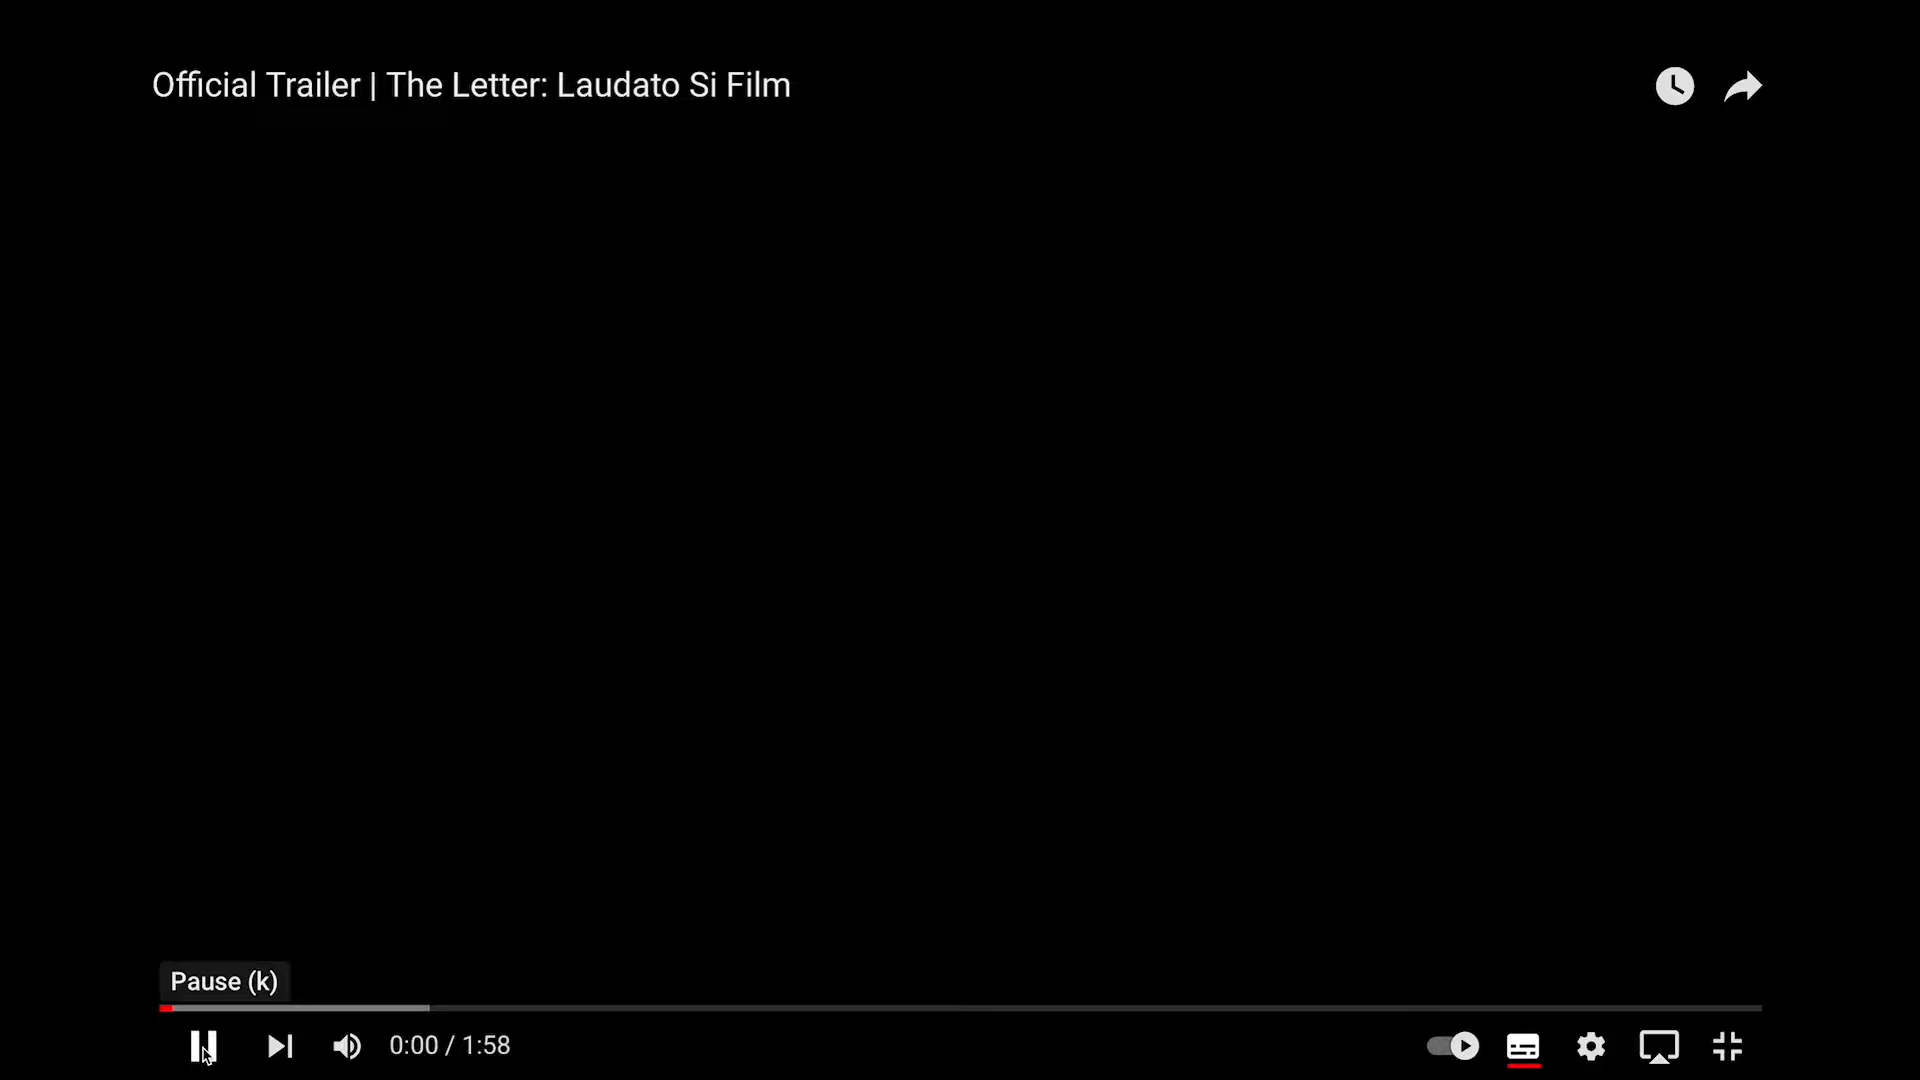 Official Trailer | The Letter: Laudato Si Film
Pause (k)
0:00 / 1:58